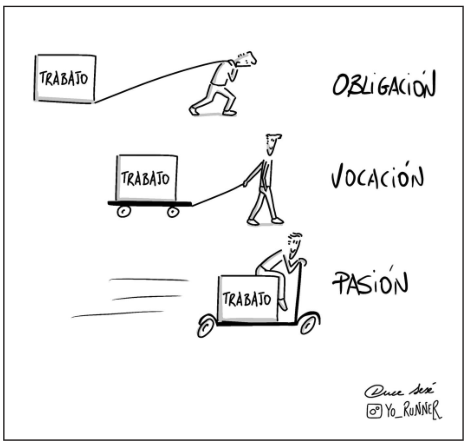 TRABAJO
OBLIGACIÓN
TRABAJO
VOCACIÓN
TRABAJO
PASIÓN
YO_RUNNER